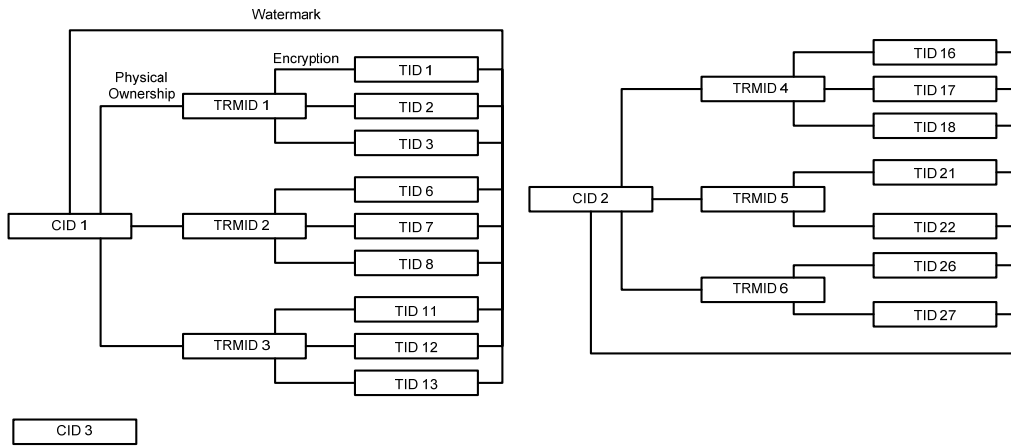 Watermark
Encryption
Physical
Ownership
TID 1
TRMID 1
TID 2
TID 3
TID 6
CID 1
TRMID 2
TID 7
TID 8
TID 11
TRMID 3
TID 12
TID 13
CID 3
TID 16
TRMID 4
TID 17
TID 18
TID 21
CID 2
TRMID 5
TID 22
TID 26
TRMID 6
TID 27